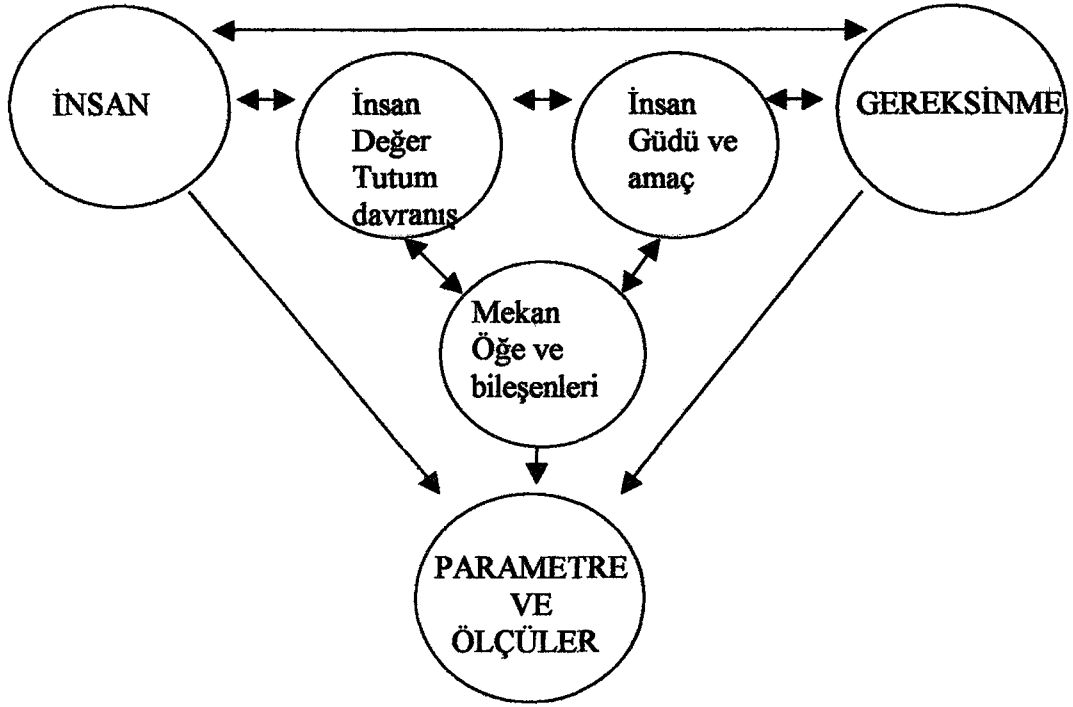 İNSAN
İnsan
Değer
Tutum
davranış
İnsan
Güdü ve
amaç
GEREKSİNME
Mekan
Öğe ve
bileşenleri
PARAMETRE
VE
ÖLÇÜLER